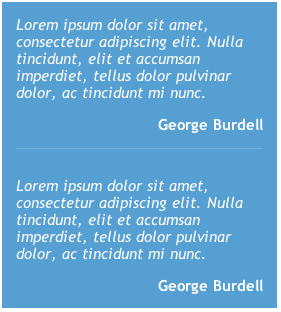 Lorem ipsum dolor sit amet,
consectetur adipiscing elit. Nulla
tincidunt, elit et accumsan
imperdiet, tellus dolor pulvinar
dolor, ac tincidunt mi nunc.
George Burdell
Lorem ipsum dolor sit amet,
consectetur adipiscing elit. Nulla
tincidunt, elit et accumsan
imperdiet, tellus dolor pulvinar
dolor, ac tincidunt mi nunc.
George Burdell